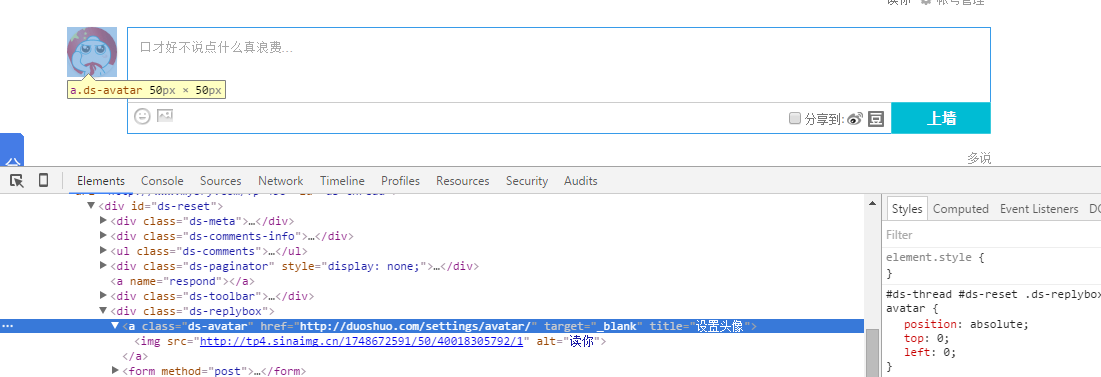 读你 帐号管理
口才好不说点什么真浪费...
a.ds-avatar 50px × 50px
分享到:
上墙
分
多说
Elements Console Sources Network Timeline Profiles Resources Security Audits
<div id="ds-reset">
<div class="ds-meta">…</div>
<div class="ds-comments-info">…</div>
<ul class="ds-comments">…</ul>
<div class="ds-paginator" style="display: none;">…</div>
<a name="respond"></a>
<div class="ds-toolbar">…</div>
<div class="ds-replybox">
<a class="ds-avatar" href="http://duoshuo.com/settings/avatar/" target="_blank" title="设置头像">
<img src="http://tp4.sinaimg.cn/1748672591/50/40018305792/1" alt="读你">
</a>
<form method="post">…</form>
Styles Computed Event Listeners
Filter
element.style {
}
#ds-thread #ds-reset .ds-replybox
avatar {
position: absolute;
top: 0;
left: 0;
}